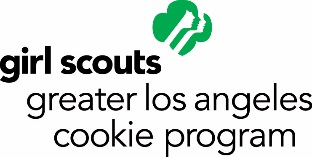 girl scouts
greater los angeles
cookie program